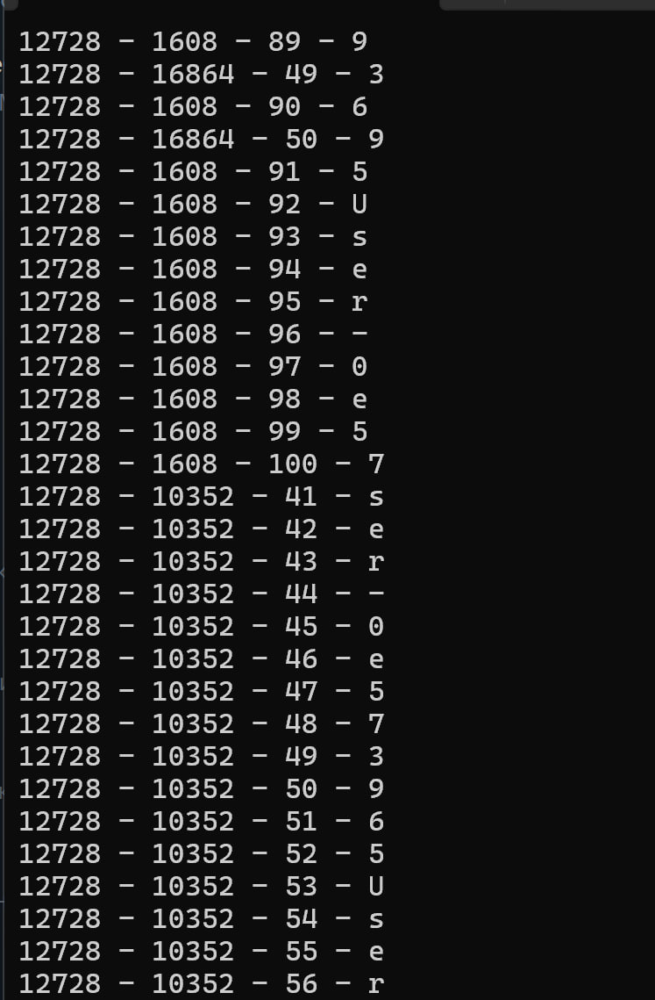 12728 - 1608 - 89 - 9
12728 - 16864 - 49 - 3
12728 - 1608 - 90 - 6
12728 - 16864 - 50 - 9
12728 - 1608 - 91 - 5
12728 - 1608 - 92 - U
12728 - 1608 - 93 - s
12728 - 1608 - 94 - e
12728 - 1608 - 95 - r
12728 - 1608 - 96 - -
12728 - 1608 - 97 - 0
12728 - 1608 - 98 - e
12728 - 1608 - 99 - 5
12728 - 1608 - 100 - 7
12728 - 10352 - 41 - s
12728 - 10352 - 42 - e
12728 - 10352 - 43 - r
12728 - 10352 - 44 - -
12728 - 10352 - 45 - 0
12728 - 10352 - 46 - e
12728 - 10352 - 47 - 5
12728 - 10352 - 48 - 7
12728 - 10352 - 49 - 3
12728 - 10352 - 50 - 9
12728 - 10352 - 51 - 6
12728 - 10352 - 52 - 5
12728 - 10352 - 53 - U
12728 - 10352 - 54 - s
12728 - 10352 - 55 - e
12728 - 10352 - 56 - r